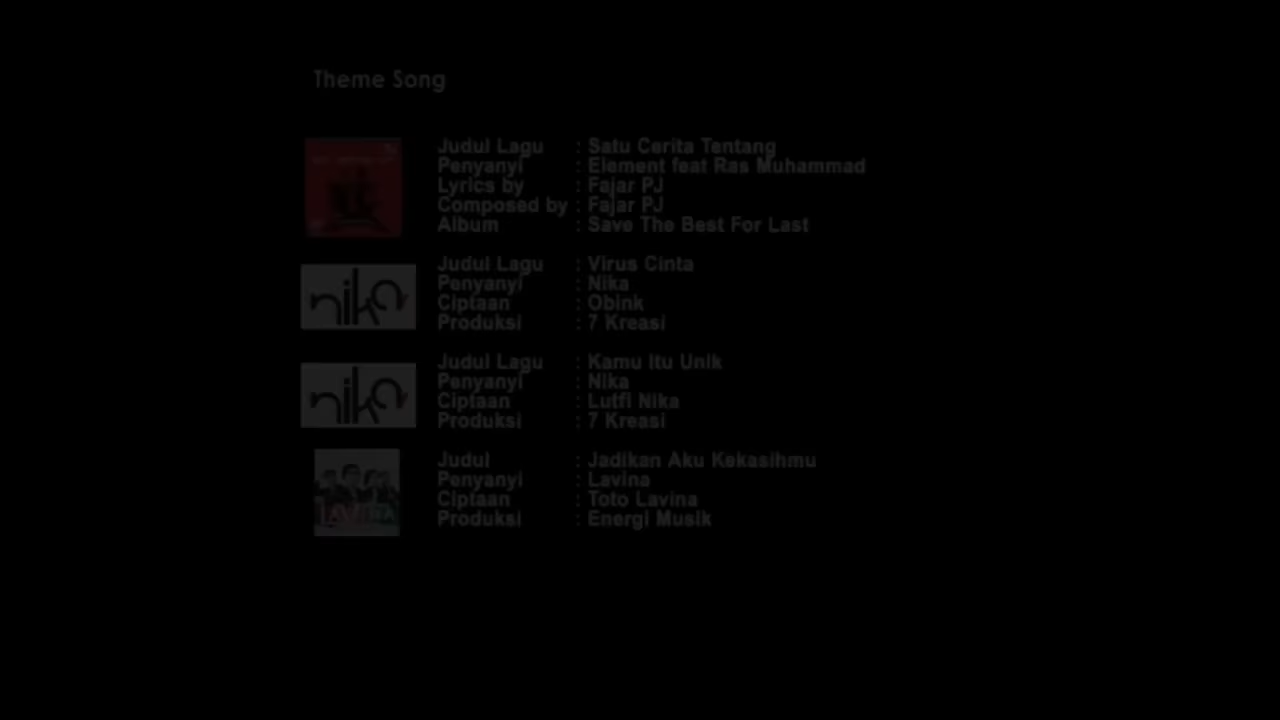 Theme Song
Judul Lagu : Satu Cerita Tentang
Penyanyi : Element feat Ras Muhammad
Lyrics by : Fajar PJ
Composed by : Fajar PJ
Album : Save The Best For Last
nika
Judul Lagu : Virus Cinta
Penyanyi : Nika
Ciptaan : Obink
Produksi : 7 Kreasi
nika
Judul Lagu : Kamu Itu Unik
Penyanyi : Nika
Ciptaan : Lutfi Nika
Produksi : 7 Kreasi
LAVINA
Judul : Jadikan Aku Kekasihmu
Penyanyi : Lavina
Ciptaan : Toto Lavina
Produksi : Energi Musik